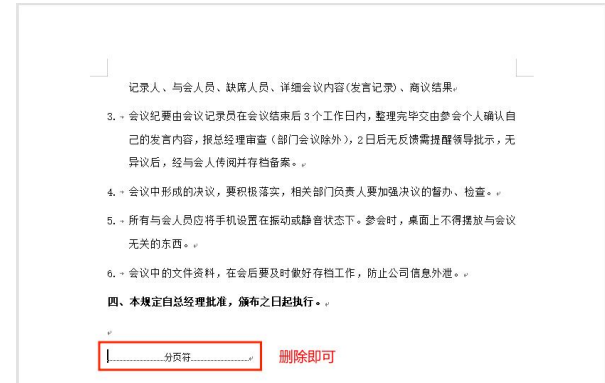 记录人、与会人员、缺席人员、详细会议内容(发言记录)、商议结果。
3. 会议纪要由会议记录员在会议结束后3个工作日内，整理完毕交由参会个人确认自
己的发言内容，报总经理审查（部门会议除外），2日后无反馈需提醒领导批示，无
异议后，经与会人传阅并存档备案。
4. 会议中形成的决议，要积极落实，相关部门负责人要加强决议的督办、检查。
5. 所有与会人员应将手机设置在振动或静音状态下。参会时，桌面上不得摆放与会议
无关的东西。
6. 会议中的文件资料，在会后要及时做好存档工作，防止公司信息外泄。
四、本规定自总经理批准，颁布之日起执行。
分页符 删除即可